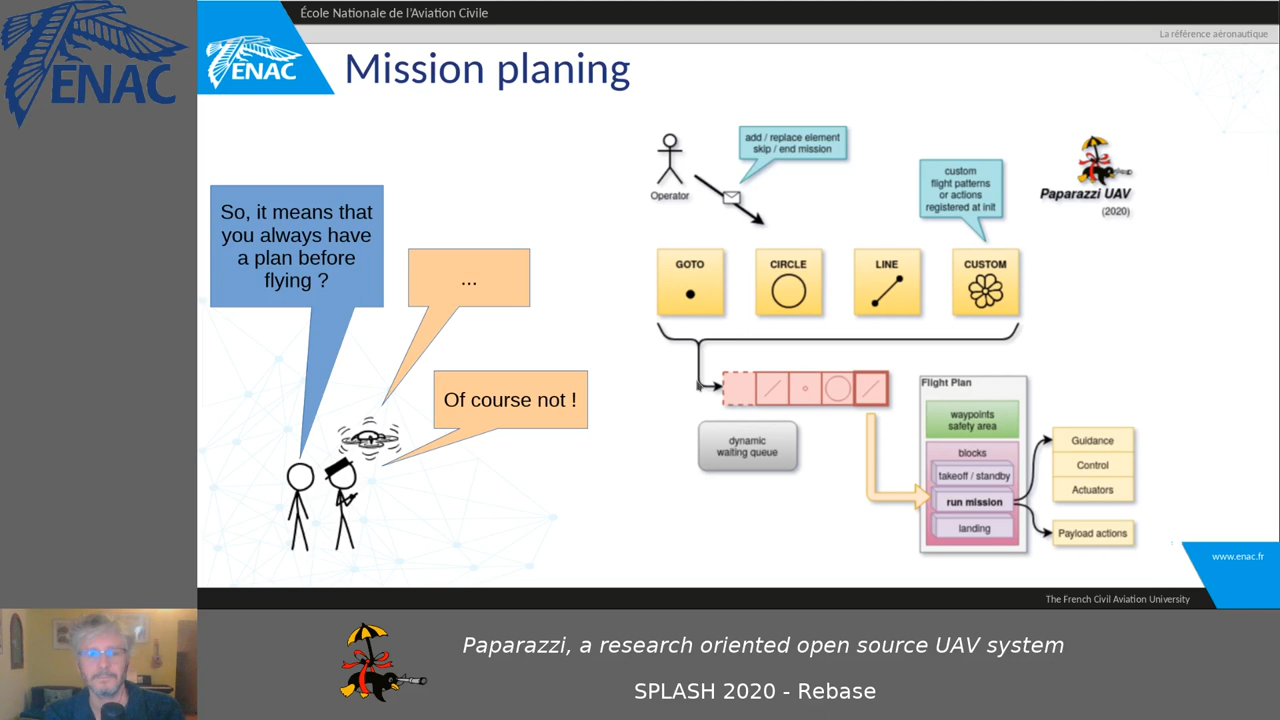 École Nationale de l'Aviation Civile
La référence aéronautique
ENAC
ENAC
Mission planing
So, it means that
you always have
a plan before
flying ?
...
Of course not !
Operator
add / replace element
skip / end mission
custom
flight patterns
or actions
registered at init
Paparazzi UAV
(2020)
GOTO
CIRCLE
LINE
CUSTOM
dynamic
waiting queue
Flight Plan
waypoints
safety area
blocks
takeoff / standby
run mission
landing
Guidance
Control
Actuators
Payload actions
www.enac.fr
The French Civil Aviation University
Paparazzi, a research oriented open source UAV system
SPLASH 2020 - Rebase